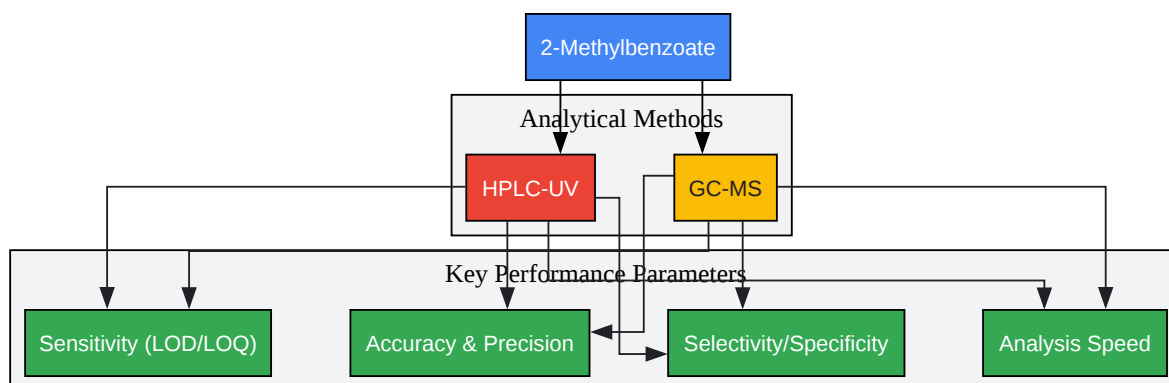 2-Methylbenzoate
Analytical Methods
HPLC-UV
GC-MS
Key Performance Parameters
Sensitivity (LOD/LOQ)
Accuracy & Precision
Selectivity/Specificity
Analysis Speed